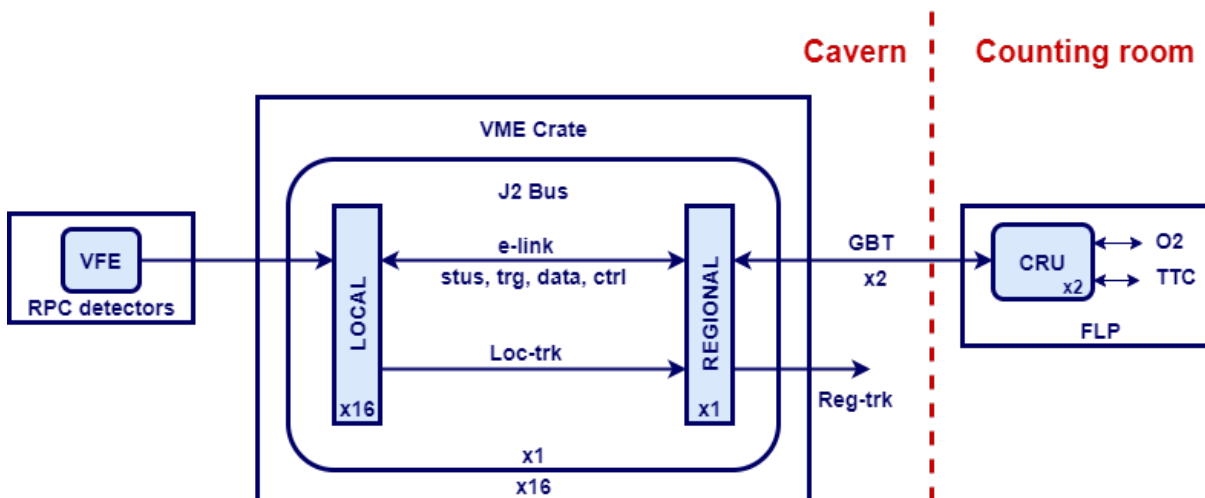 Cavern
Counting room
VME Crate
J2 Bus
VFE
RPC detectors
LOCAL
x16
e-link
stus, trg, data, ctrl
Loc-trk
REGIONAL
x1
GBT
x2
Reg-trk
CRU
x2
O2
TTC
FLP
x1
x16